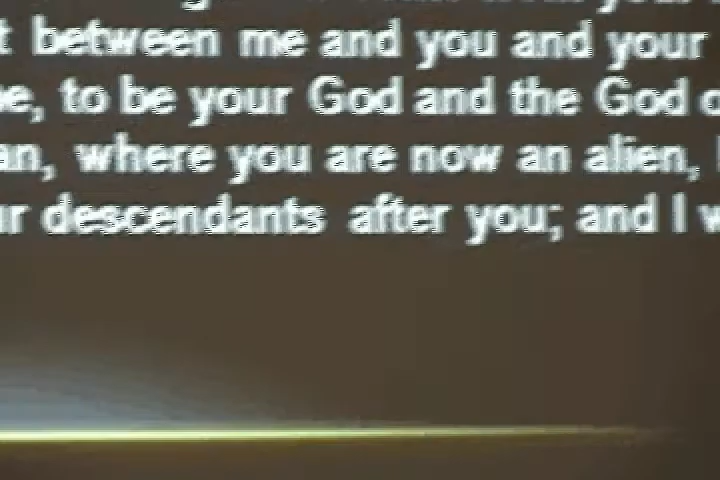 between me and you and your
to be your God and the God
where you are now an alien,
descendants after you; and I